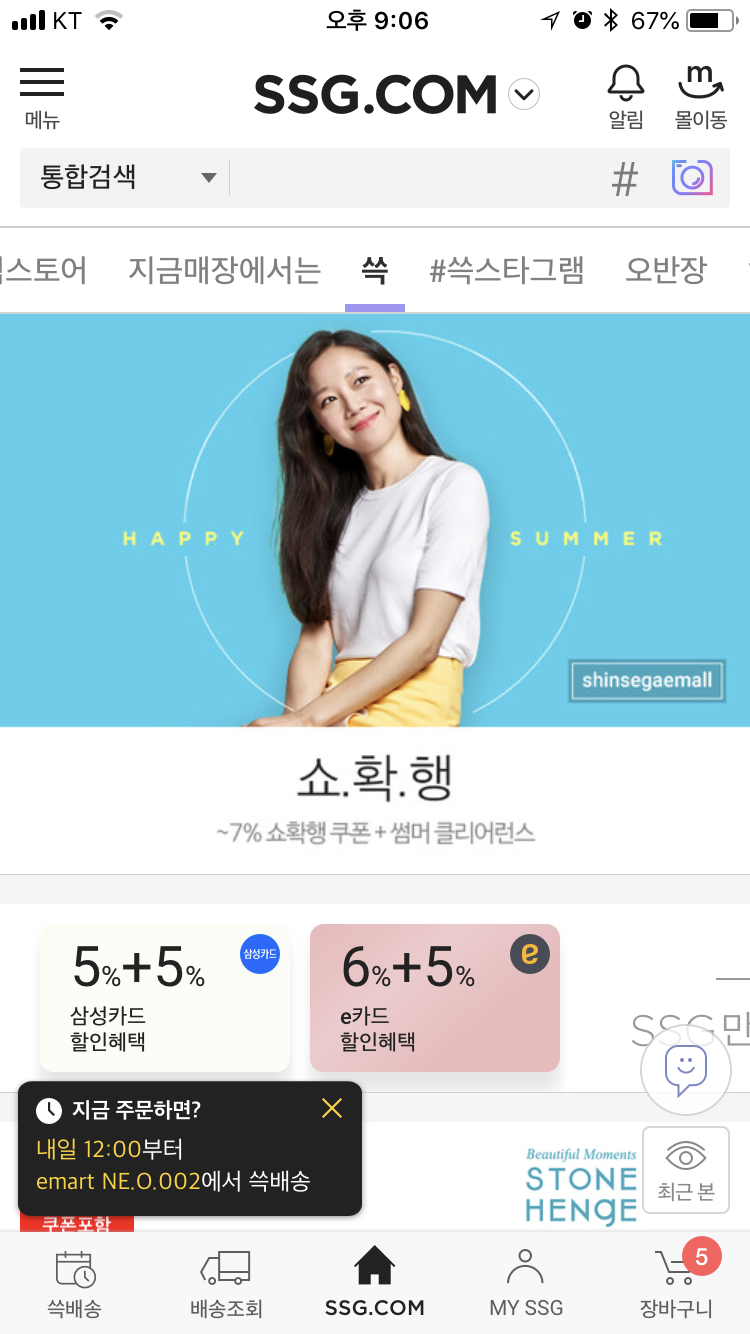 KT
오후 9:06
67%
메뉴
SSG.COM
알림
m
몰이동
통합검색
#
스토어
지금매장에서는
쓱
#쓱스타그램
오반장
HAPPY
SUMMER
shinsegaemall
쇼.확.행
~7% 쇼확행 쿠폰 + 썸머 클리어런스
5%+5%
삼성카드
삼성카드
할인혜택
6%+5%
e
e카드
할인혜택
SSG만
지금 주문하면?
내일 12:00부터
emart NE.O.002에서 쓱배송
Beautiful Moments
STONE
HENgE
최근 본
쿠폰포함
쓱배송
배송조회
SSG.COM
MY SSG
장바구니
5